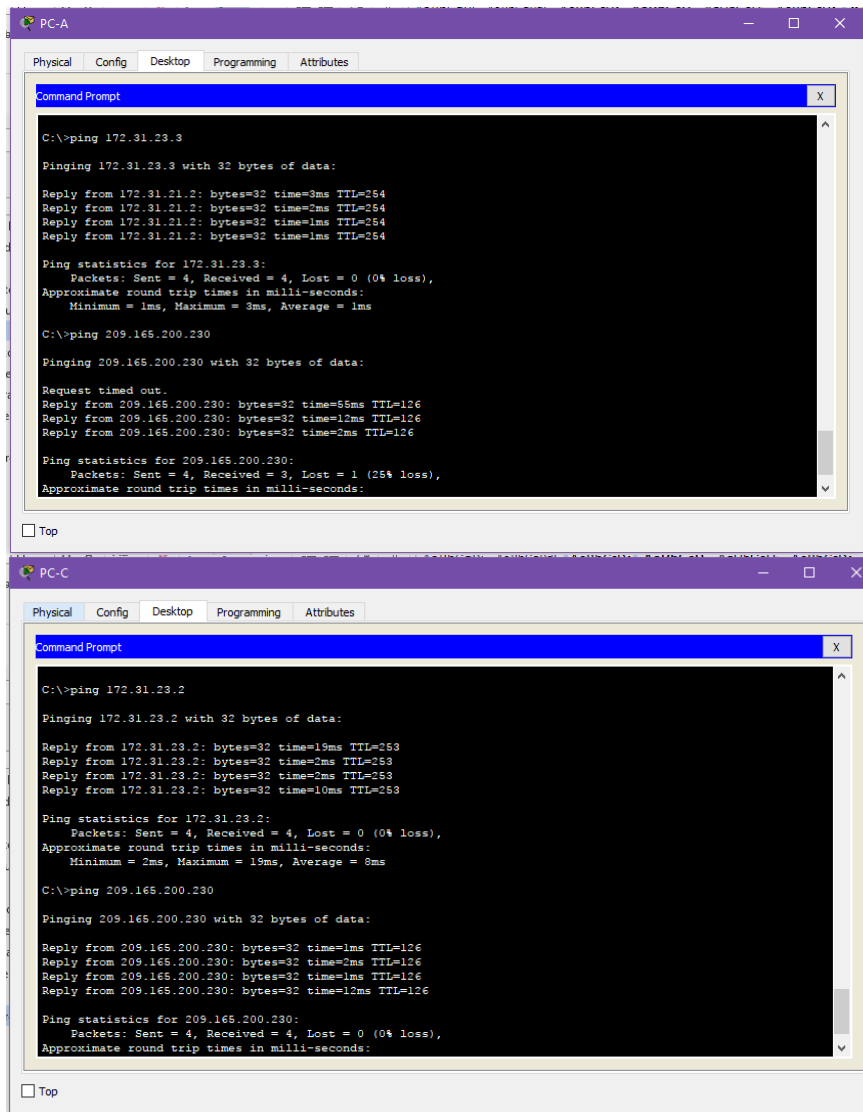 PC-A
Physical Config Desktop Programming Attributes
Command Prompt X
C:\>ping 172.31.23.3
Pinging 172.31.23.3 with 32 bytes of data:
Reply from 172.31.21.2: bytes=32 time=3ms TTL=254
Reply from 172.31.21.2: bytes=32 time=2ms TTL=254
Reply from 172.31.21.2: bytes=32 time=1ms TTL=254
Reply from 172.31.21.2: bytes=32 time=1ms TTL=254
Ping statistics for 172.31.23.3:
Packets: Sent = 4, Received = 4, Lost = 0 (0% loss),
Approximate round trip times in milli-seconds:
Minimum = 1ms, Maximum = 3ms, Average = 1ms
C:\>ping 209.165.200.230
Pinging 209.165.200.230 with 32 bytes of data:
Request timed out.
Reply from 209.165.200.230: bytes=32 time=55ms TTL=126
Reply from 209.165.200.230: bytes=32 time=12ms TTL=126
Reply from 209.165.200.230: bytes=32 time=2ms TTL=126
Ping statistics for 209.165.200.230:
Packets: Sent = 4, Received = 3, Lost = 1 (25% loss),
Approximate round trip times in milli-seconds:
Top
PC-C
Physical Config Desktop Programming Attributes
Command Prompt X
C:\>ping 172.31.23.2
Pinging 172.31.23.2 with 32 bytes of data:
Reply from 172.31.23.2: bytes=32 time=19ms TTL=253
Reply from 172.31.23.2: bytes=32 time=2ms TTL=253
Reply from 172.31.23.2: bytes=32 time=2ms TTL=253
Reply from 172.31.23.2: bytes=32 time=10ms TTL=253
Ping statistics for 172.31.23.2:
Packets: Sent = 4, Received = 4, Lost = 0 (0% loss),
Approximate round trip times in milli-seconds:
Minimum = 2ms, Maximum = 19ms, Average = 8ms
C:\>ping 209.165.200.230
Pinging 209.165.200.230 with 32 bytes of data:
Reply from 209.165.200.230: bytes=32 time=1ms TTL=126
Reply from 209.165.200.230: bytes=32 time=2ms TTL=126
Reply from 209.165.200.230: bytes=32 time=1ms TTL=126
Reply from 209.165.200.230: bytes=32 time=12ms TTL=126
Ping statistics for 209.165.200.230:
Packets: Sent = 4, Received = 4, Lost = 0 (0% loss),
Approximate round trip times in milli-seconds:
Top